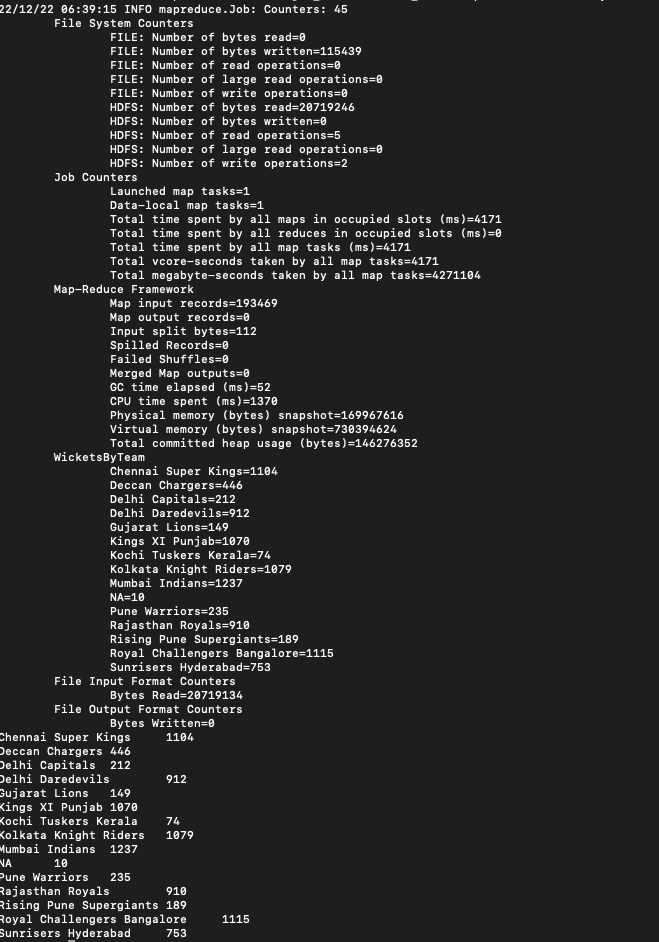 22/12/22 06:39:15 INFO mapreduce.Job: Counters: 45
File System Counters
FILE: Number of bytes read=0
FILE: Number of bytes written=115439
FILE: Number of read operations=0
FILE: Number of large read operations=0
FILE: Number of write operations=0
HDFS: Number of bytes read=20719246
HDFS: Number of bytes written=0
HDFS: Number of read operations=5
HDFS: Number of large read operations=0
HDFS: Number of write operations=2
Job Counters
Launched map tasks=1
Data-local map tasks=1
Total time spent by all maps in occupied slots (ms)=4171
Total time spent by all reduces in occupied slots (ms)=0
Total time spent by all map tasks (ms)=4171
Total vcore-seconds taken by all map tasks=4171
Total megabyte-seconds taken by all map tasks=4271104
Map-Reduce Framework
Map input records=193469
Map output records=0
Input split bytes=112
Spilled Records=0
Failed Shuffles=0
Merged Map outputs=0
GC time elapsed (ms)=52
CPU time spent (ms)=1370
Physical memory (bytes) snapshot=169967616
Virtual memory (bytes) snapshot=730394624
Total committed heap usage (bytes)=146276352
WicketsByTeam
Chennai Super Kings=1104
Deccan Chargers=446
Delhi Capitals=212
Delhi Daredevils=912
Gujarat Lions=149
Kings XI Punjab=1070
Kochi Tuskers Kerala=74
Kolkata Knight Riders=1079
Mumbai Indians=1237
NA=10
Pune Warriors=235
Rajasthan Royals=910
Rising Pune Supergiants=189
Royal Challengers Bangalore=1115
Sunrisers Hyderabad=753
File Input Format Counters
Bytes Read=20719134
File Output Format Counters
Bytes Written=0
Chennai Super Kings 1104
Deccan Chargers 446
Delhi Capitals 212
Delhi Daredevils 912
Gujarat Lions 149
Kings XI Punjab 1070
Kochi Tuskers Kerala 74
Kolkata Knight Riders 1079
Mumbai Indians 1237
NA 10
Pune Warriors 235
Rajasthan Royals 910
Rising Pune Supergiants 189
Royal Challengers Bangalore 1115
Sunrisers Hyderabad 753